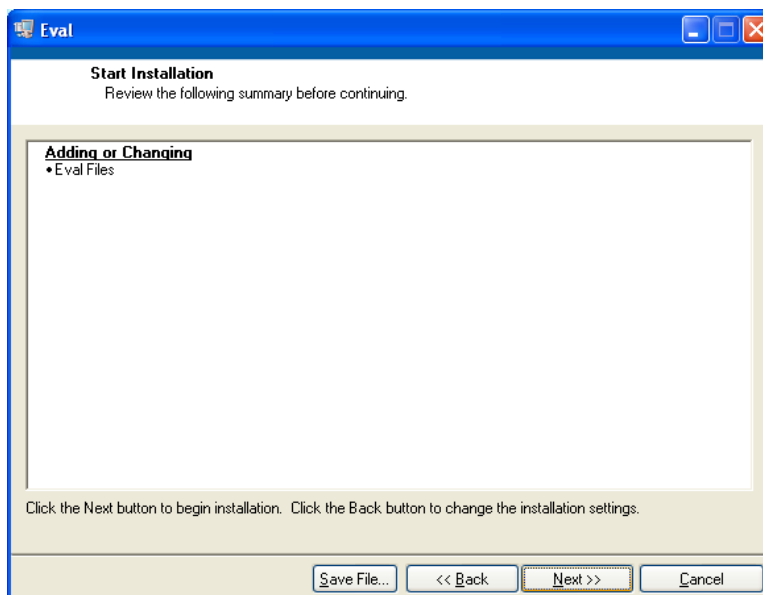 Eval
Start Installation
Review the following summary before continuing.
Adding or Changing
•Eval Files
Click the Next button to begin installation.  Click the Back button to change the installation settings.
Save File... << Back Next >> Cancel